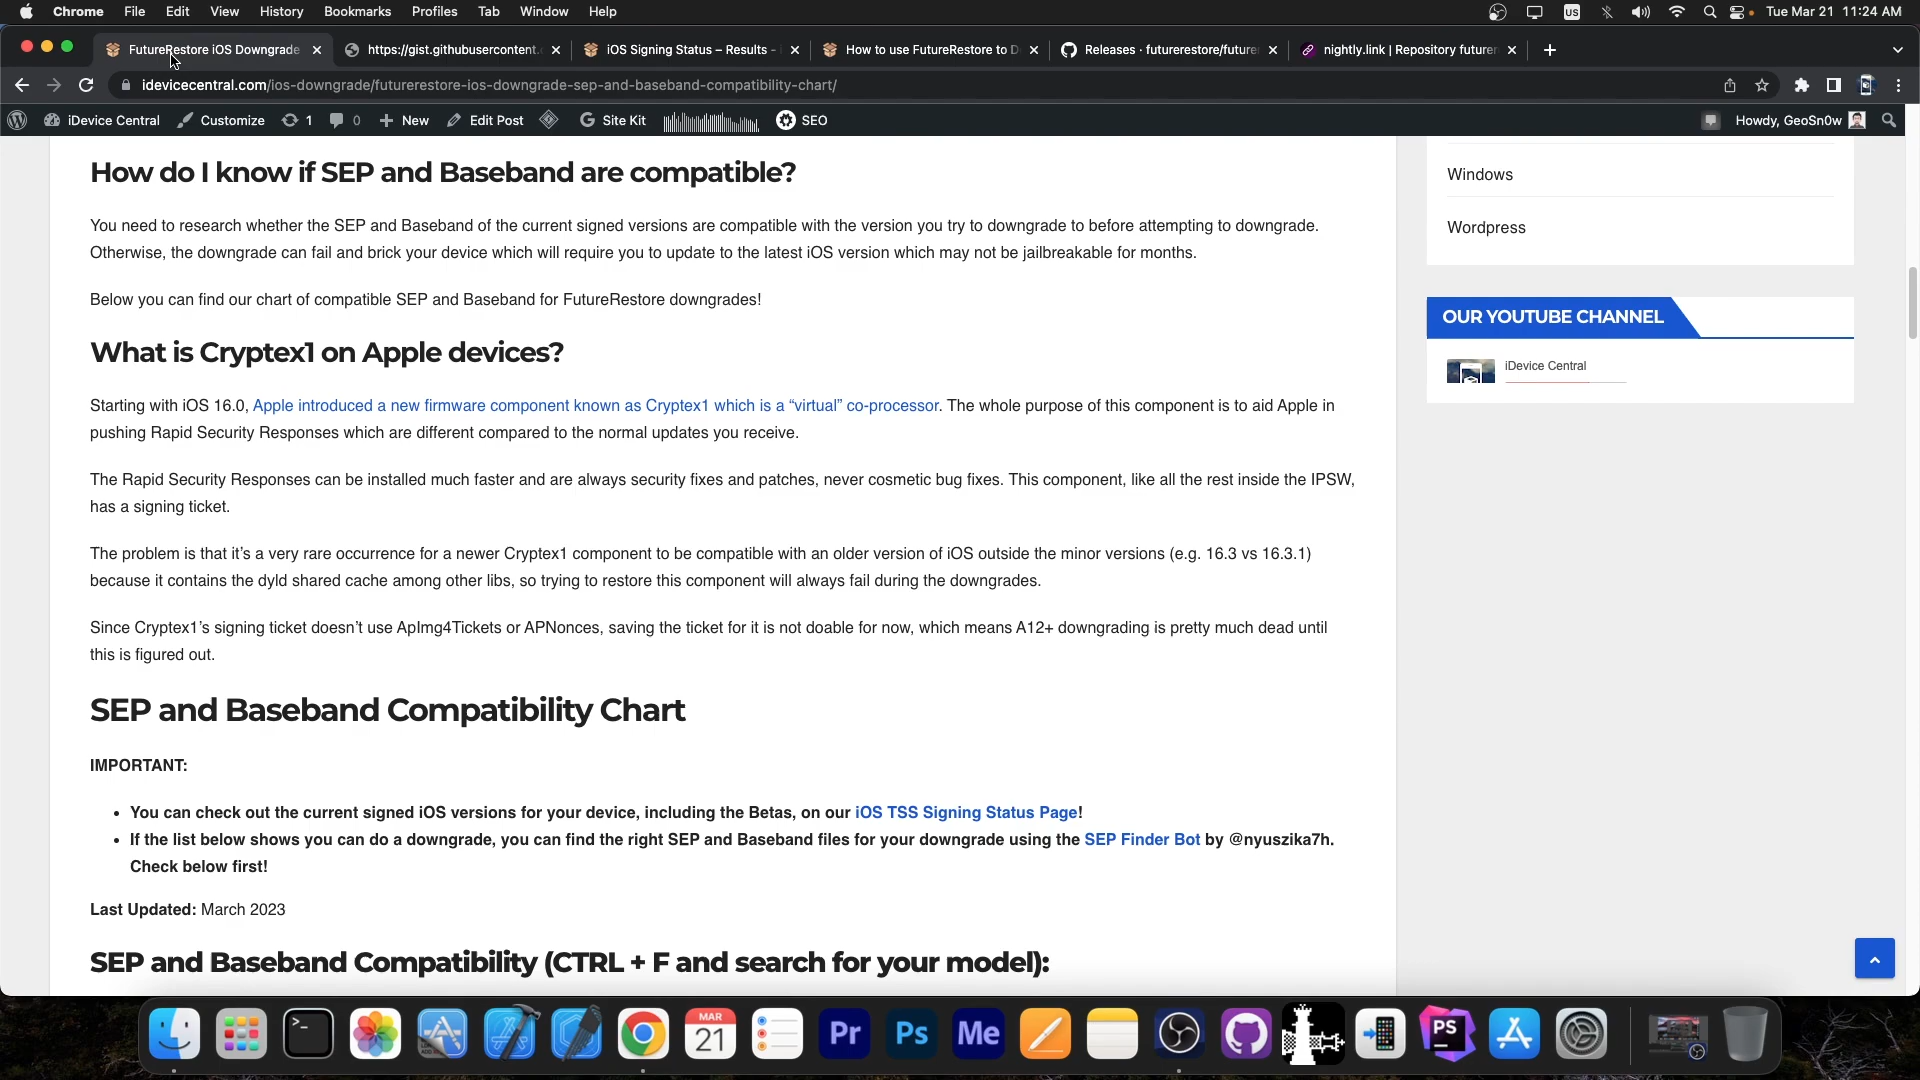 Chrome File Edit View History Bookmarks Profiles Tab Window Help US Tue Mar 21 11:24 AM
FutureRestore iOS Downgrade https://gist.githubusercontent. iOS Signing Status – Results - How to use FutureRestore to D Releases · futurerestore/future nightly.link | Repository futurer
idevicecentral.com/ios-downgrade/futurerestore-ios-downgrade-sep-and-baseband-compatibility-chart/
iDevice Central Customize 1 0 New Edit Post Site Kit SEO Howdy, GeoSn0w
How do I know if SEP and Baseband are compatible?
You need to research whether the SEP and Baseband of the current signed versions are compatible with the version you try to downgrade to before attempting to downgrade.
Otherwise, the downgrade can fail and brick your device which will require you to update to the latest iOS version which may not be jailbreakable for months.
Below you can find our chart of compatible SEP and Baseband for FutureRestore downgrades!
What is Cryptex1 on Apple devices?
Starting with iOS 16.0, Apple introduced a new firmware component known as Cryptex1 which is a “virtual” co-processor. The whole purpose of this component is to aid Apple in
pushing Rapid Security Responses which are different compared to the normal updates you receive.
The Rapid Security Responses can be installed much faster and are always security fixes and patches, never cosmetic bug fixes. This component, like all the rest inside the IPSW,
has a signing ticket.
The problem is that it’s a very rare occurrence for a newer Cryptex1 component to be compatible with an older version of iOS outside the minor versions (e.g. 16.3 vs 16.3.1)
because it contains the dyld shared cache among other libs, so trying to restore this component will always fail during the downgrades.
Since Cryptex1’s signing ticket doesn’t use ApImg4Tickets or APNonces, saving the ticket for it is not doable for now, which means A12+ downgrading is pretty much dead until
this is figured out.
SEP and Baseband Compatibility Chart
IMPORTANT:
• You can check out the current signed iOS versions for your device, including the Betas, on our iOS TSS Signing Status Page!
• If the list below shows you can do a downgrade, you can find the right SEP and Baseband files for your downgrade using the SEP Finder Bot by @nyuszika7h.
Check below first!
Last Updated: March 2023
SEP and Baseband Compatibility (CTRL + F and search for your model):
Windows
Wordpress
OUR YOUTUBE CHANNEL
iDevice Central
MAR
21
Pr
Ps
Me
PS